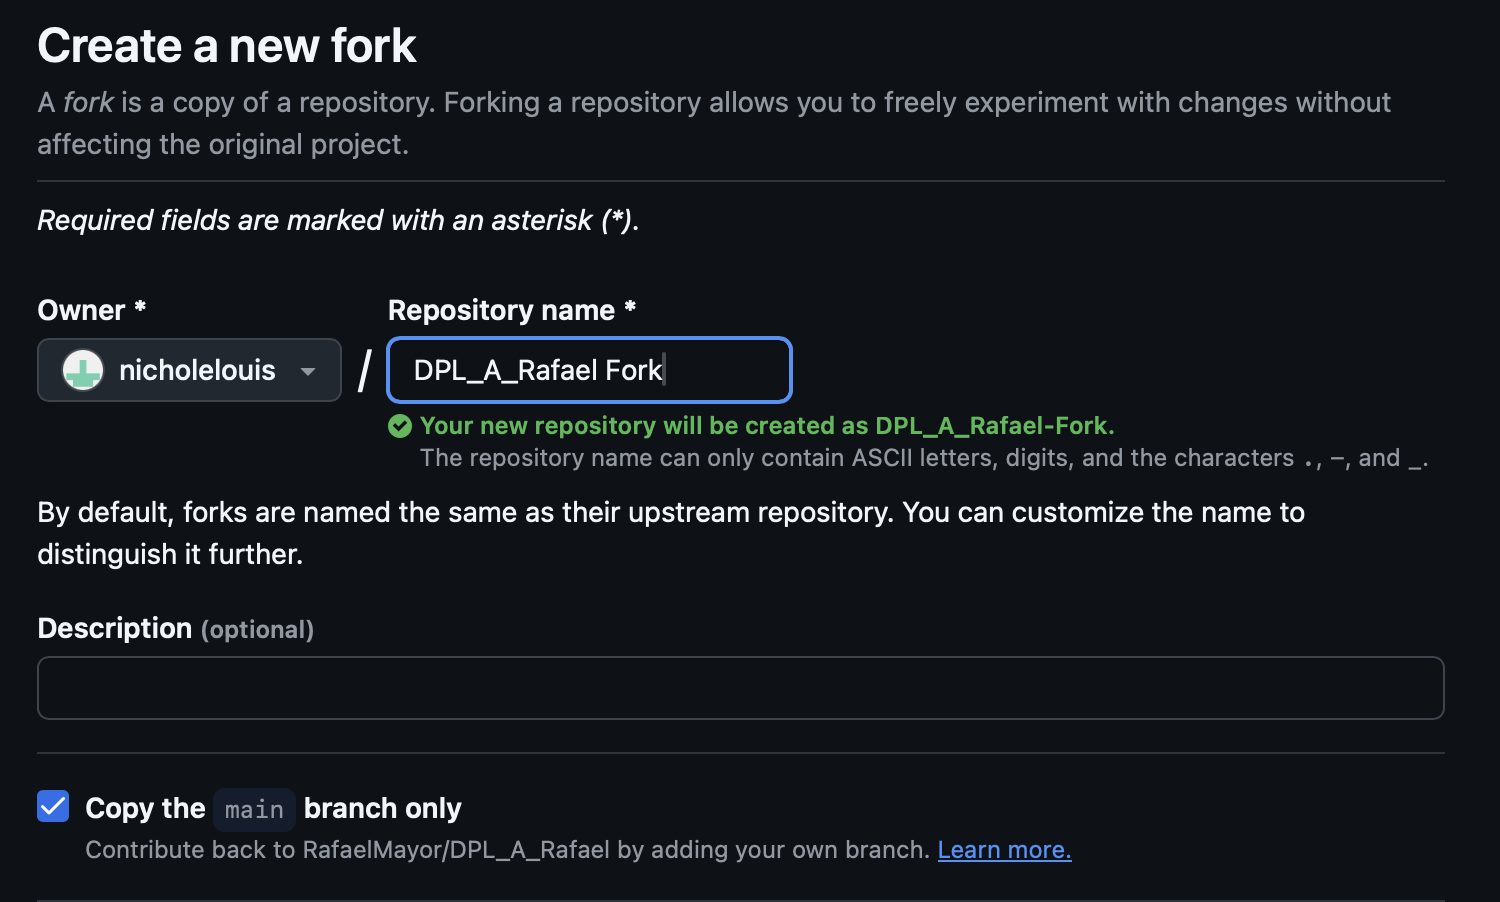 Create a new fork
A fork is a copy of a repository. Forking a repository allows you to freely experiment with changes without
affecting the original project.
Required fields are marked with an asterisk (*).
Owner *
Repository name *
nicholelouis
/
DPL_A_Rafael Fork
Your new repository will be created as DPL_A_Rafael-Fork.
The repository name can only contain ASCII letters, digits, and the characters ., -, and _.
By default, forks are named the same as their upstream repository. You can customize the name to
distinguish it further.
Description (optional)
Copy the main branch only
Contribute back to RafaelMayor/DPL_A_Rafael by adding your own branch. Learn more.